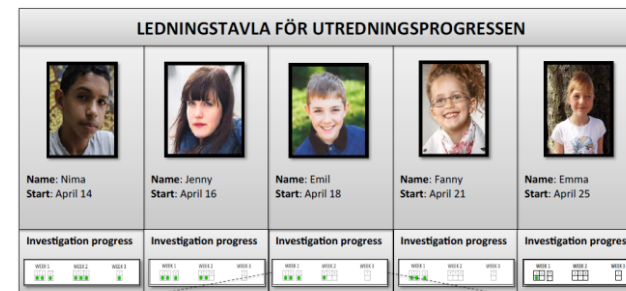 LEDNINGSTAVLA FÖR UTREDNINGSPROGRESSEN
Name: Nima
Start: April 14
Name: Jenny
Start: April 16
Name: Emil
Start: April 18
Name: Fanny
Start: April 21
Name: Emma
Start: April 25
Investigation progress
WEEK 1 WEEK 2 WEEK 3
Investigation progress
WEEK 1 WEEK 2 WEEK 3
Investigation progress
WEEK 1 WEEK 2 WEEK 3
Investigation progress
WEEK 1 WEEK 2 WEEK 3
Investigation progres
WEEK 1 WEEK 2 WEEK 3